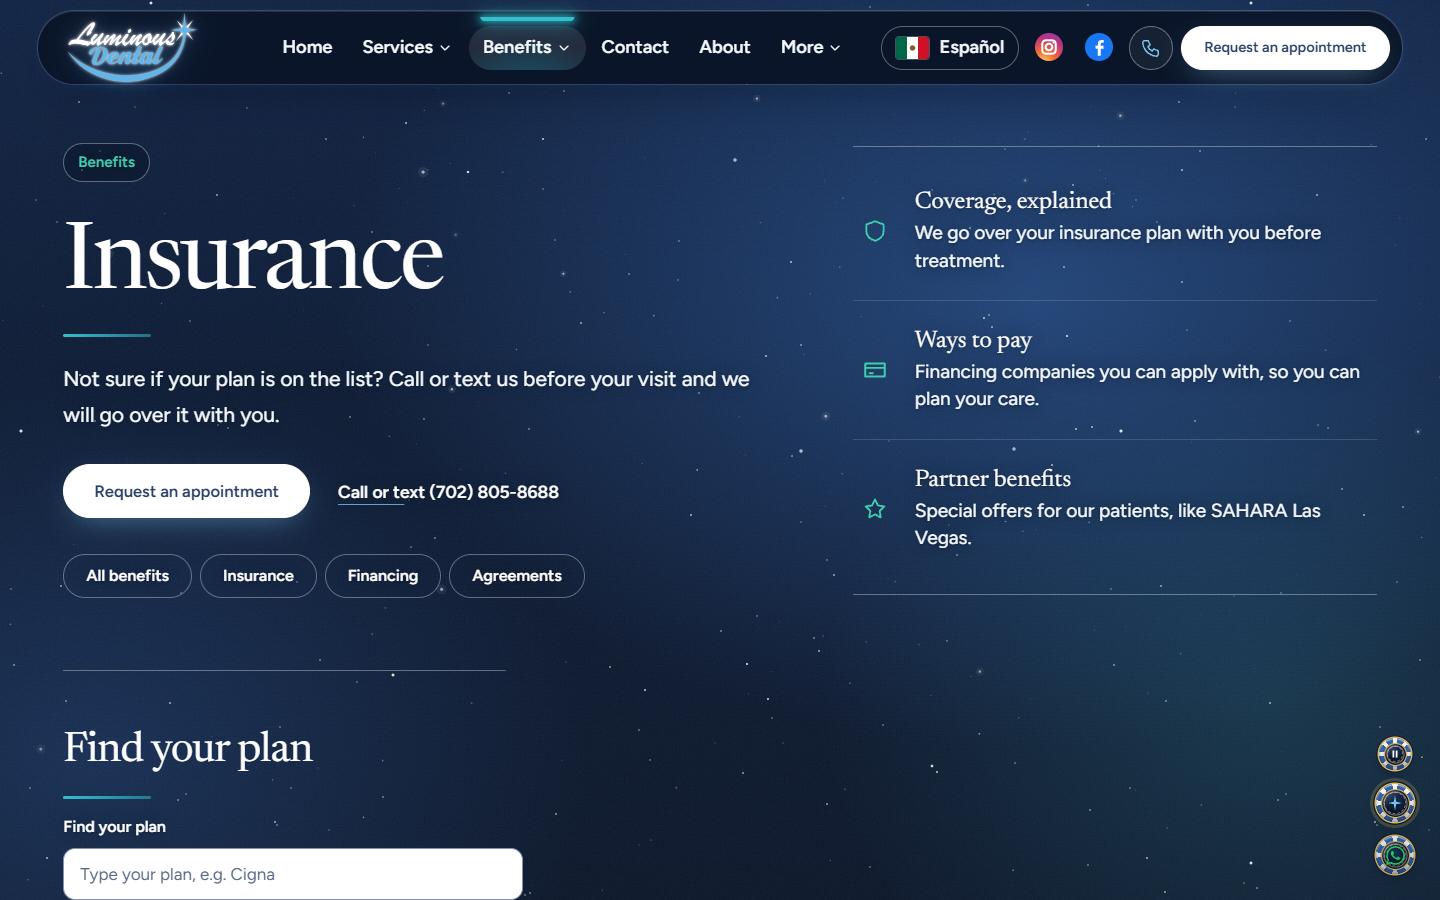 Luminous
Dental
Home
Services
Benefits
Contact
About
More
Español
Request an appointment
Benefits
Insurance
Not sure if your plan is on the list? Call or text us before your visit and we
will go over it with you.
Request an appointment
Call or text (702) 805-8688
All benefits
Insurance
Financing
Agreements
Coverage, explained
We go over your insurance plan with you before
treatment.
Ways to pay
Financing companies you can apply with, so you can
plan your care.
Partner benefits
Special offers for our patients, like SAHARA Las
Vegas.
Find your plan
Find your plan
Type your plan, e.g. Cigna